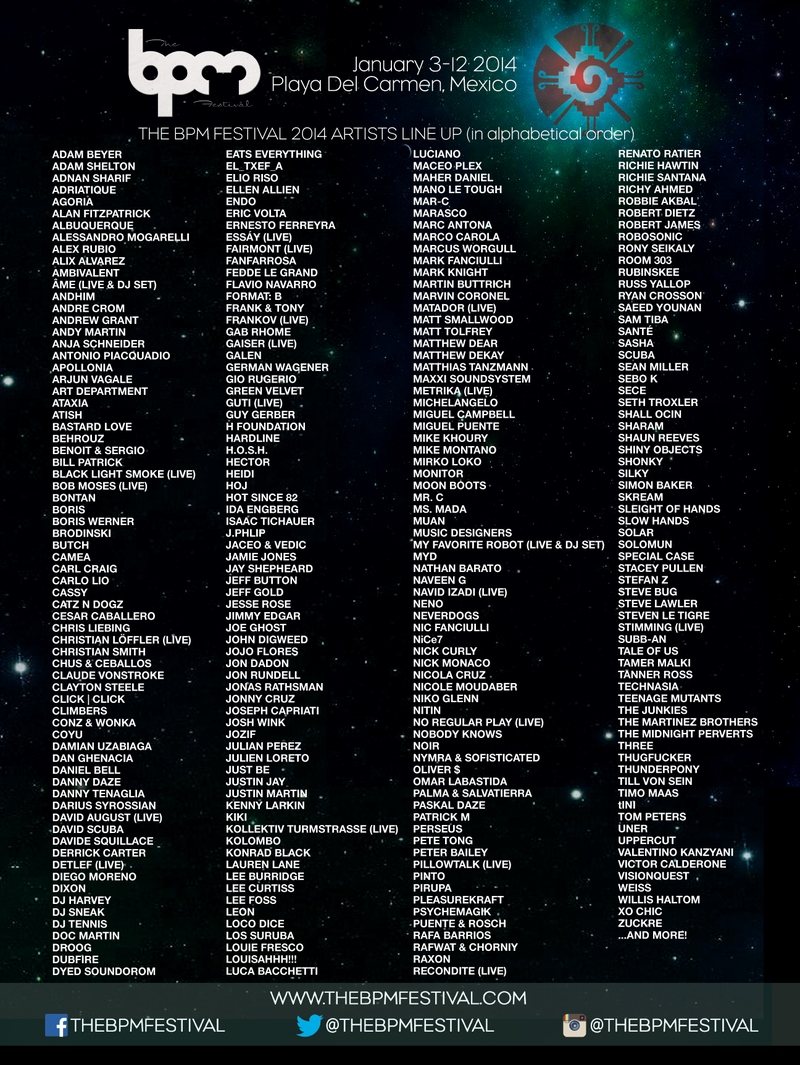 The
bpm
Festival
January 3-12 2014
Playa Del Carmen, Mexico
THE BPM FESTIVAL 2014 ARTISTS LINE UP (in alphabetical order)
ADAM BEYER
ADAM SHELTON
ADNAN SHARIF
ADRIATIQUE
AGORIA
ALAN FITZPATRICK
ALBUQUERQUE
ALESSANDRO MOGARELLI
ALEX RUBIO
ALIX ALVAREZ
AMBIVALENT
ÂME (LIVE & DJ SET)
ANDHIM
ANDRE CROM
ANDREW GRANT
ANDY MARTIN
ANJA SCHNEIDER
ANTONIO PIACQUADIO
APOLLONIA
ARJUN VAGALE
ART DEPARTMENT
ATAXIA
ATISH
BASTARD LOVE
BEHROUZ
BENOIT & SERGIO
BILL PATRICK
BLACK LIGHT SMOKE (LIVE)
BOB MOSES (LIVE)
BONTAN
BORIS
BORIS WERNER
BRODINSKI
BUTCH
CAMEA
CARL CRAIG
CARLO LIO
CASSY
CATZ N DOGZ
CESAR CABALLERO
CHRIS LIEBING
CHRISTIAN LÖFFLER (LIVE)
CHRISTIAN SMITH
CHUS & CEBALLOS
CLAUDE VONSTROKE
CLAYTON STEELE
CLICK | CLICK
CLIMBERS
CONZ & WONKA
COYU
DAMIAN UZABIAGA
DAN GHENACIA
DANIEL BELL
DANNY DAZE
DANNY TENAGLIA
DARIUS SYROSSIAN
DAVID AUGUST (LIVE)
DAVID SCUBA
DAVIDE SQUILLACE
DERRICK CARTER
DETLEF (LIVE)
DIEGO MORENO
DIXON
DJ HARVEY
DJ SNEAK
DJ TENNIS
DOC MARTIN
DROOG
DUBFIRE
DYED SOUNDOROM
EATS EVERYTHING
EL_TXEF_A
ELIO RISO
ELLEN ALLIEN
ENDO
ERIC VOLTA
ERNESTO FERREYRA
ESSÁY (LIVE)
FAIRMONT (LIVE)
FANFARROSA
FEDDE LE GRAND
FLAVIO NAVARRO
FORMAT: B
FRANK & TONY
FRANKOV (LIVE)
GAB RHOME
GAISER (LIVE)
GALEN
GERMAN WAGENER
GIO RUGERIO
GREEN VELVET
GUTI (LIVE)
GUY GERBER
H FOUNDATION
HARDLINE
H.O.S.H.
HECTOR
HEIDI
HOJ
HOT SINCE 82
IDA ENGBERG
ISAAC TICHAUER
J.PHLIP
JACEO & VEDIC
JAMIE JONES
JAY SHEPHEARD
JEFF BUTTON
JEFF GOLD
JESSE ROSE
JIMMY EDGAR
JOE GHOST
JOHN DIGWEED
JOJO FLORES
JON DADON
JON RUNDELL
JONAS RATHSMAN
JONNY CRUZ
JOSEPH CAPRIATI
JOSH WINK
JOZIF
JULIAN PEREZ
JULIEN LORETO
JUST BE
JUSTIN JAY
JUSTIN MARTIN
KENNY LARKIN
KIKI
KOLLEKTIV TURMSTRASSE (LIVE)
KOLOMBO
KONRAD BLACK
LAUREN LANE
LEE BURRIDGE
LEE CURTISS
LEE FOSS
LEON
LOCO DICE
LOS SURUBA
LOUIE FRESCO
LOUISAHHH!!!
LUCA BACCHETTI
LUCIANO
MACEO PLEX
MAHER DANIEL
MANO LE TOUGH
MAR-C
MARASCO
MARC ANTONA
MARCO CAROLA
MARCUS WORGULL
MARK FANCIULLI
MARK KNIGHT
MARTIN BUTTRICH
MARVIN CORONEL
MATADOR (LIVE)
MATT SMALLWOOD
MATT TOLFREY
MATTHEW DEAR
MATTHEW DEKAY
MATTHIAS TANZMANN
MAXXI SOUNDSYSTEM
METRIKA (LIVE)
MICHELANGELO
MIGUEL CAMPBELL
MIGUEL PUENTE
MIKE KHOURY
MIKE MONTANO
MIRKO LOKO
MONITOR
MOON BOOTS
MR. C
MS. MADA
MUAN
MUSIC DESIGNERS
MY FAVORITE ROBOT (LIVE & DJ SET)
MYD
NATHAN BARATO
NAVEEN G
NAVID IZADI (LIVE)
NENO
NEVERDOGS
NIC FANCIULLI
NiCe7
NICK CURLY
NICK MONACO
NICOLA CRUZ
NICOLE MOUDABER
NIKO GLENN
NITIN
NO REGULAR PLAY (LIVE)
NOBODY KNOWS
NOIR
NYMRA & SOFISTICATED
OLIVER $
OMAR LABASTIDA
PALMA & SALVATIERRA
PASKAL DAZE
PATRICK M
PERSEUS
PETE TONG
PETER BAILEY
PILLOWTALK (LIVE)
PINTO
PIRUPA
PLEASUREKRAFT
PSYCHEMAGIK
PUENTE & ROSCH
RAFA BARRIOS
RAFWAT & CHORNIY
RAXON
RECONDITE (LIVE)
RENATO RATIER
RICHIE HAWTIN
RICHIE SANTANA
RICHY AHMED
ROBBIE AKBAL
ROBERT DIETZ
ROBERT JAMES
ROBOSONIC
RONY SEIKALY
ROOM 303
RUBINSKEE
RUSS YALLOP
RYAN CROSSON
SAEED YOUNAN
SAM TIBA
SANTÉ
SASHA
SCUBA
SEAN MILLER
SEBO K
SECE
SETH TROXLER
SHALL OCIN
SHARAM
SHAUN REEVES
SHINY OBJECTS
SHONKY
SILKY
SIMON BAKER
SKREAM
SLEIGHT OF HANDS
SLOW HANDS
SOLAR
SOLOMUN
SPECIAL CASE
STACEY PULLEN
STEFAN Z
STEVE BUG
STEVE LAWLER
STEVEN LE TIGRE
STIMMING (LIVE)
SUBB-AN
TALE OF US
TAMER MALKI
TANNER ROSS
TECHNASIA
TEENAGE MUTANTS
THE JUNKIES
THE MARTINEZ BROTHERS
THE MIDNIGHT PERVERTS
THREE
THUGFUCKER
THUNDERPONY
TILL VON SEIN
TIMO MAAS
tINI
TOM PETERS
UNER
UPPERCUT
VALENTINO KANZYANI
VICTOR CALDERONE
VISIONQUEST
WEISS
WILLIS HALTOM
XO CHIC
ZUCKRE
...AND MORE!
WWW.THEBPMFESTIVAL.COM
f THEBPMFESTIVAL
@THEBPMFESTIVAL
@THEBPMFESTIVAL